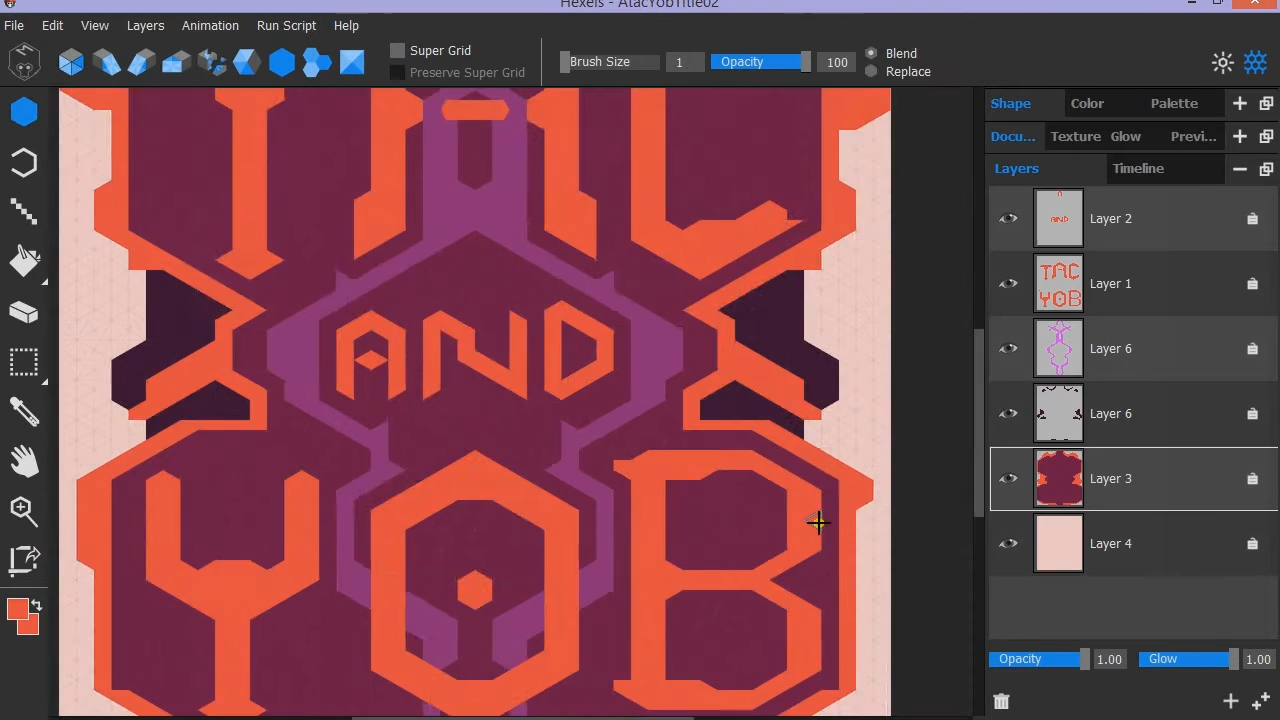 Hexels - AtacYobTitle02
File Edit View Layers Animation Run Script Help
Super Grid
Preserve Super Grid
Brush Size 1 Opacity 100
Blend
Replace
Shape Color Palette
Docu... Texture Glow Previ...
Layers Timeline
Layer 2
Layer 1
Layer 6
Layer 6
Layer 3
Layer 4
Opacity 1.00 Glow 1.00
TAC
AND
YOB